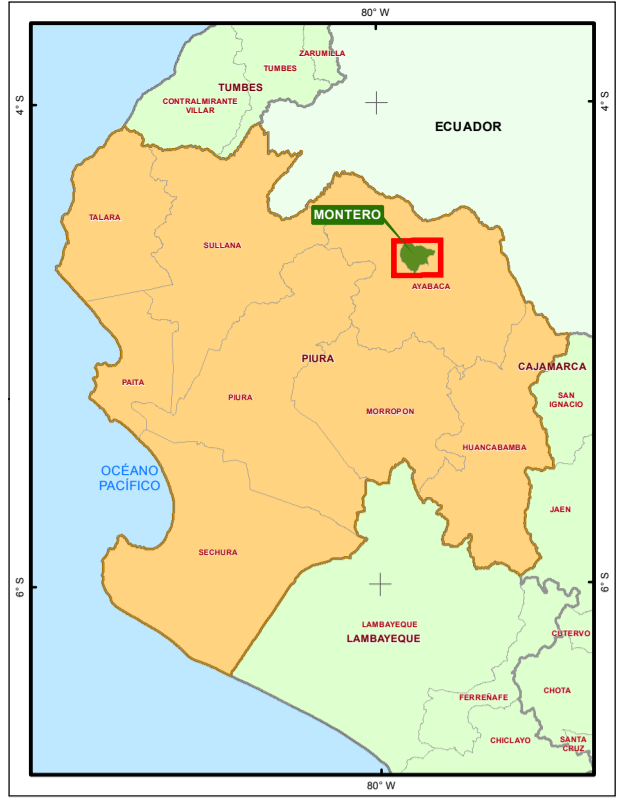 80° W
ZARUMILLA
TUMBES
TUMBES
CONTRALMIRANTE
VILLAR
4° S
4° S
ECUADOR
MONTERO
TALARA
SULLANA
AYABACA
PIURA
CAJAMARCA
PAITA
PIURA
SAN
IGNACIO
MORROPON
HUANCABAMBA
OCÉANO
PACÍFICO
JAEN
SECHURA
6° S
6° S
LAMBAYEQUE
LAMBAYEQUE
CUTERVO
FERREÑAFE
CHOTA
CHICLAYO
SANTA
CRUZ
80° W